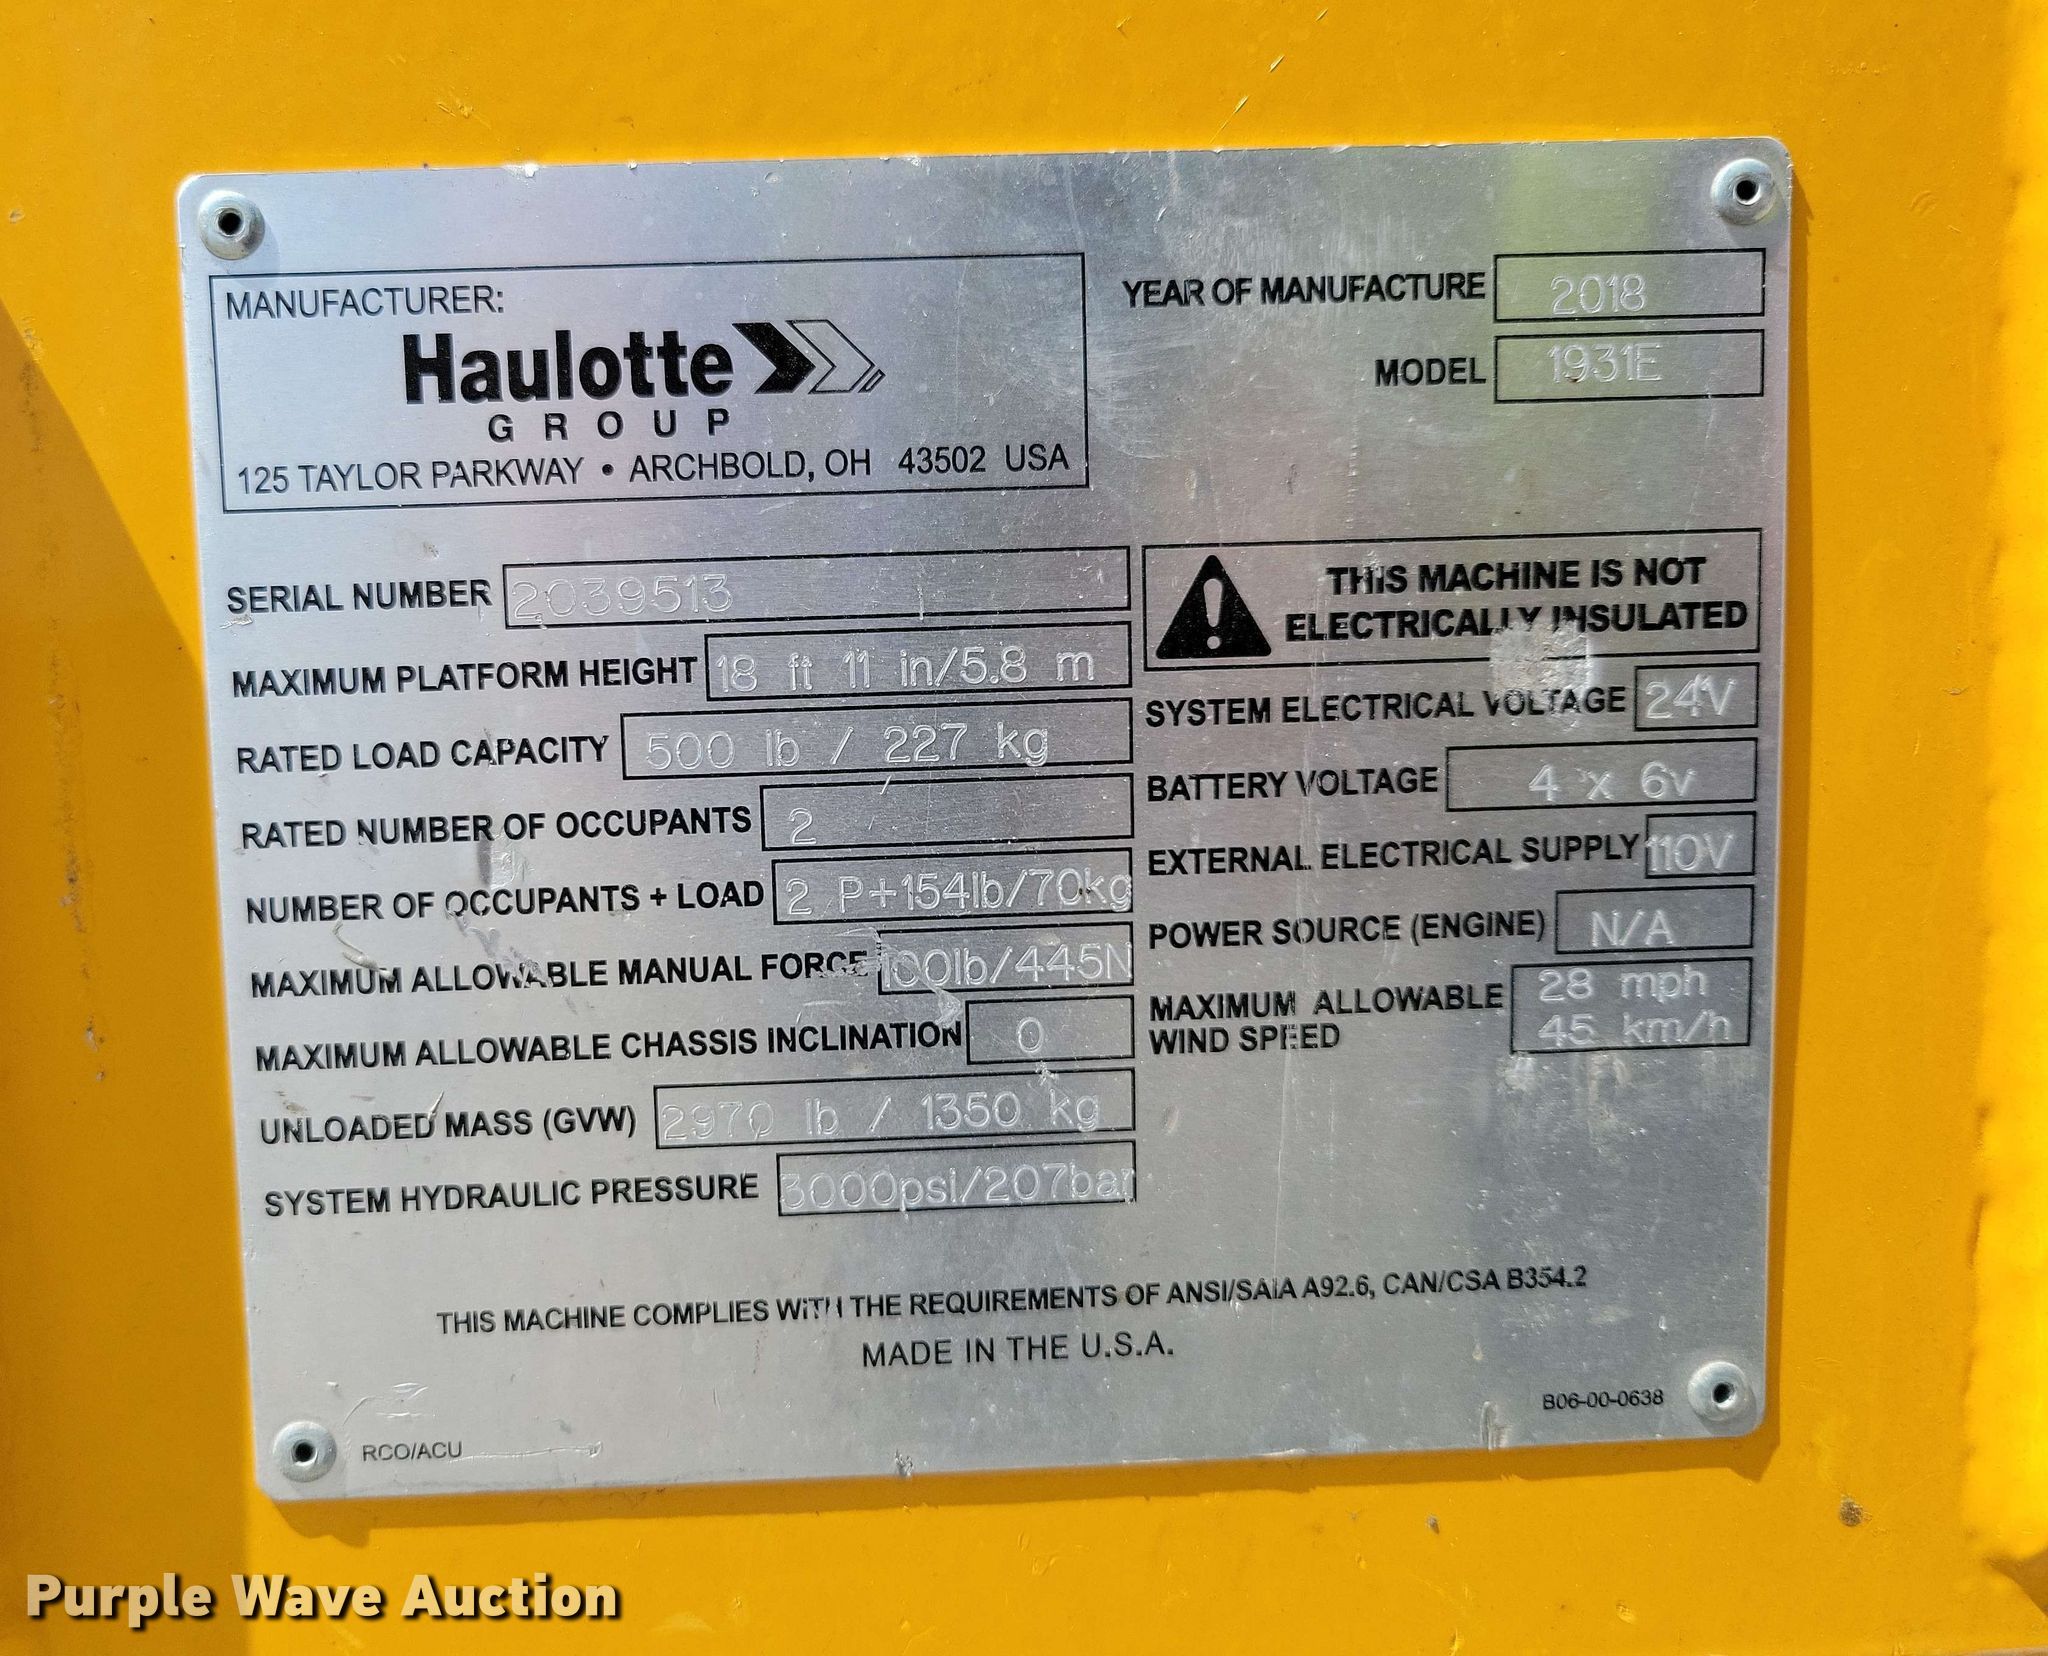 MANUFACTURER:
Haulotte
GROUP
125 TAYLOR PARKWAY • ARCHBOLD, OH 43502 USA
YEAR OF MANUFACTURE 2018
MODEL 1931E
SERIAL NUMBER 2039513
MAXIMUM PLATFORM HEIGHT 18 ft 11 in/5.8 m
RATED LOAD CAPACITY 500 lb / 227 kg
RATED NUMBER OF OCCUPANTS 2
NUMBER OF OCCUPANTS + LOAD 2 P+154lb/70kg
MAXIMUM ALLOWABLE MANUAL FORCE 100lb/445N
MAXIMUM ALLOWABLE CHASSIS INCLINATION 0
UNLOADED MASS (GVW) 2970 lb / 1350 kg
SYSTEM HYDRAULIC PRESSURE 3000psi/207bar
THIS MACHINE IS NOT
ELECTRICALLY INSULATED
SYSTEM ELECTRICAL VOLTAGE 24V
BATTERY VOLTAGE 4 x 6v
EXTERNAL ELECTRICAL SUPPLY 110V
POWER SOURCE (ENGINE) N/A
MAXIMUM ALLOWABLE 28 mph
WIND SPEED 45 km/h
THIS MACHINE COMPLIES WITH THE REQUIREMENTS OF ANSI/SAIA A92.6, CAN/CSA B354.2
MADE IN THE U.S.A.
B06-00-0638
RCO/ACU
Purple Wave Auction